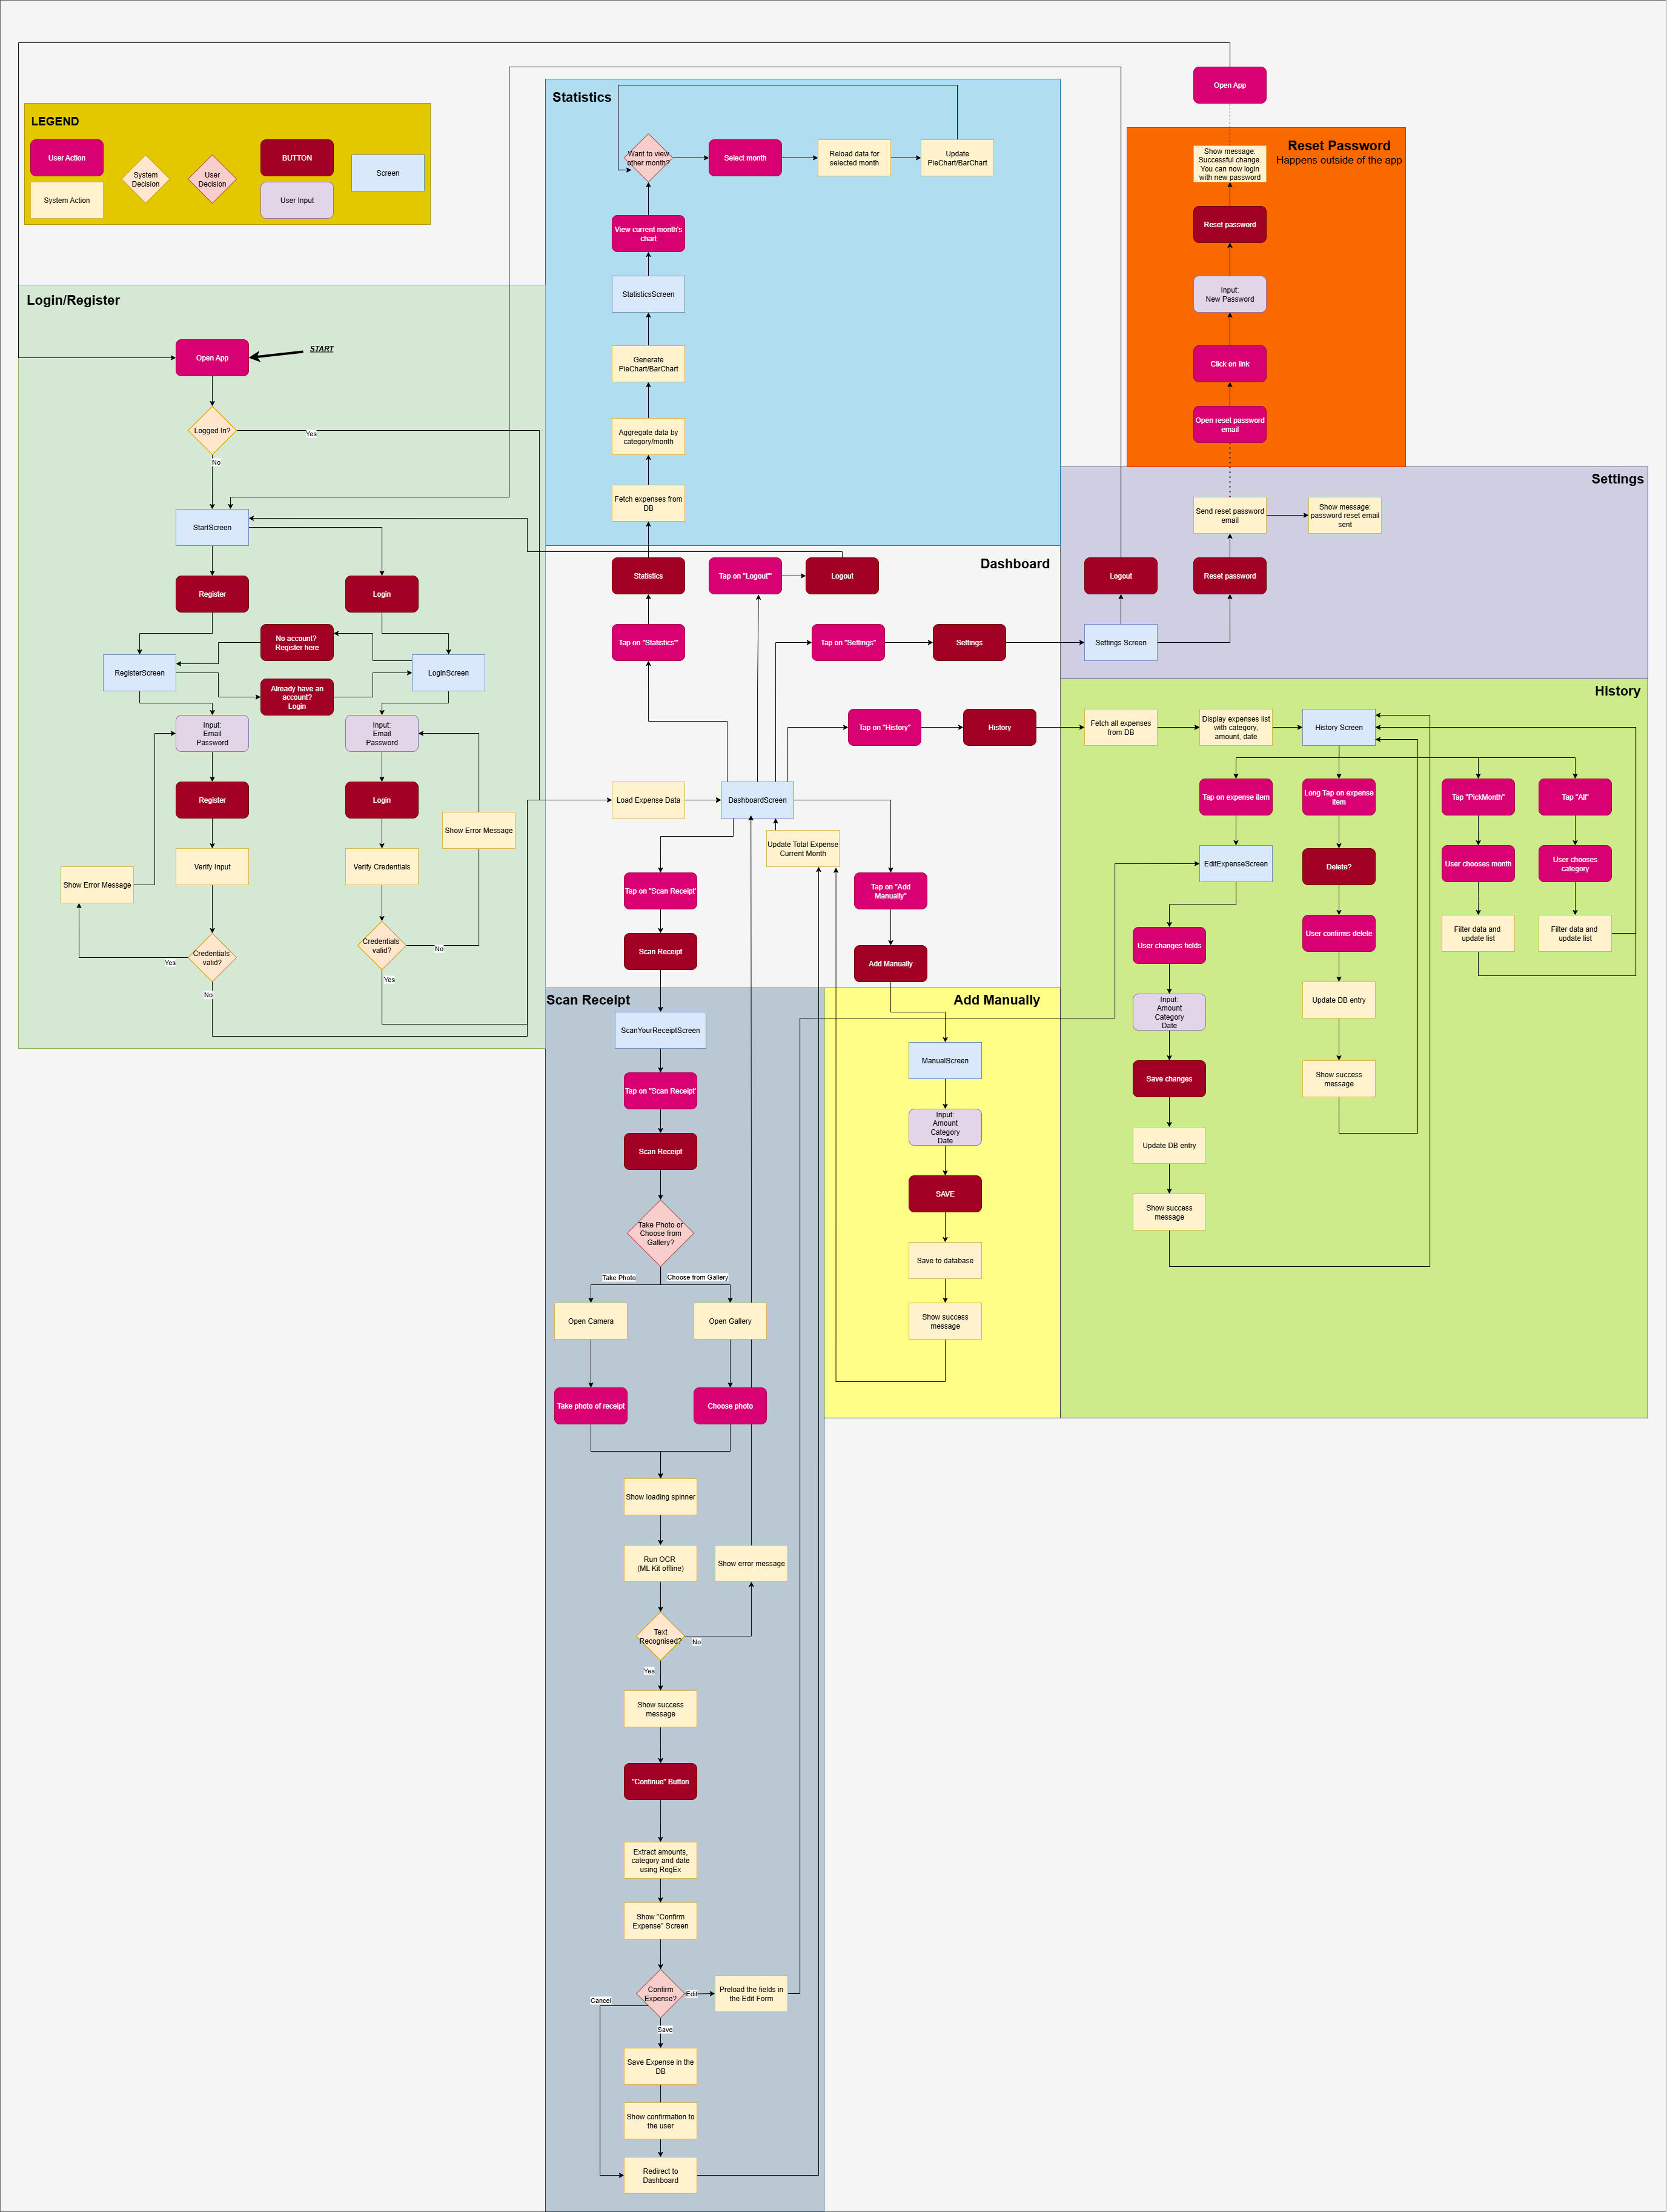 LEGEND
User Action
System Action
System
Decision
User
Decision
BUTTON
User Input
Screen
Login/Register
START
Open App
Logged In?
Yes
No
StartScreen
Register
Login
No account?
Register here
RegisterScreen
LoginScreen
Already have an
account?
Login
Input:
Email
Password
Input:
Email
Password
Register
Login
Show Error Message
Verify Input
Verify Credentials
Show Error Message
Credentials
valid?
Yes
No
Credentials
valid?
No
Yes
Statistics
Want to view
other month?
Select month
Reload data for
selected month
Update
PieChart/BarChart
View current month's
chart
StatisticsScreen
Generate
PieChart/BarChart
Aggregate data by
category/month
Fetch expenses from
DB
Dashboard
Statistics
Tap on "Logout"'
Logout
Tap on "Statistics"'
Tap on "Settings"
Settings
Tap on "History"
History
Load Expense Data
DashboardScreen
Update Total Expense
Current Month
Tap on "Scan Receipt'
Scan Receipt
Tap on "Add
Manually"
Add Manually
Open App
Reset Password
Happens outside of the app
Show message:
Successful change.
You can now login
with new password
Reset password
Input:
New Password
Click on link
Open reset password
email
Settings
Send reset password
email
Show message:
password reset email
sent
Logout
Reset password
Settings Screen
History
Fetch all expenses
from DB
Display expenses list
with category,
amount, date
History Screen
Tap on expense item
Long Tap on expense
item
Tap "PickMonth"
Tap "All"
EditExpenseScreen
Delete?
User chooses month
User chooses
category
User changes fields
User confirms delete
Filter data and
update list
Filter data and
update list
Input:
Amount
Category
Date
Update DB entry
Save changes
Show success
message
Update DB entry
Show success
message
Scan Receipt
ScanYourReceiptScreen
Tap on "Scan Receipt'
Scan Receipt
Take Photo or
Choose from
Gallery?
Take Photo
Choose from Gallery
Open Camera
Open Gallery
Take photo of receipt
Choose photo
Show loading spinner
Run OCR
(ML Kit offline)
Show error message
Text
Recognised?
No
Yes
Show success
message
"Continue" Button
Extract amounts,
category and date
using RegEx
Show "Confirm
Expense" Screen
Confirm
Expense?
Cancel
Edit
Preload the fields in
the Edit Form
Save
Save Expense in the
DB
Show confirmation to
the user
Redirect to
Dashboard
Add Manually
ManualScreen
Input:
Amount
Category
Date
SAVE
Save to database
Show success
message